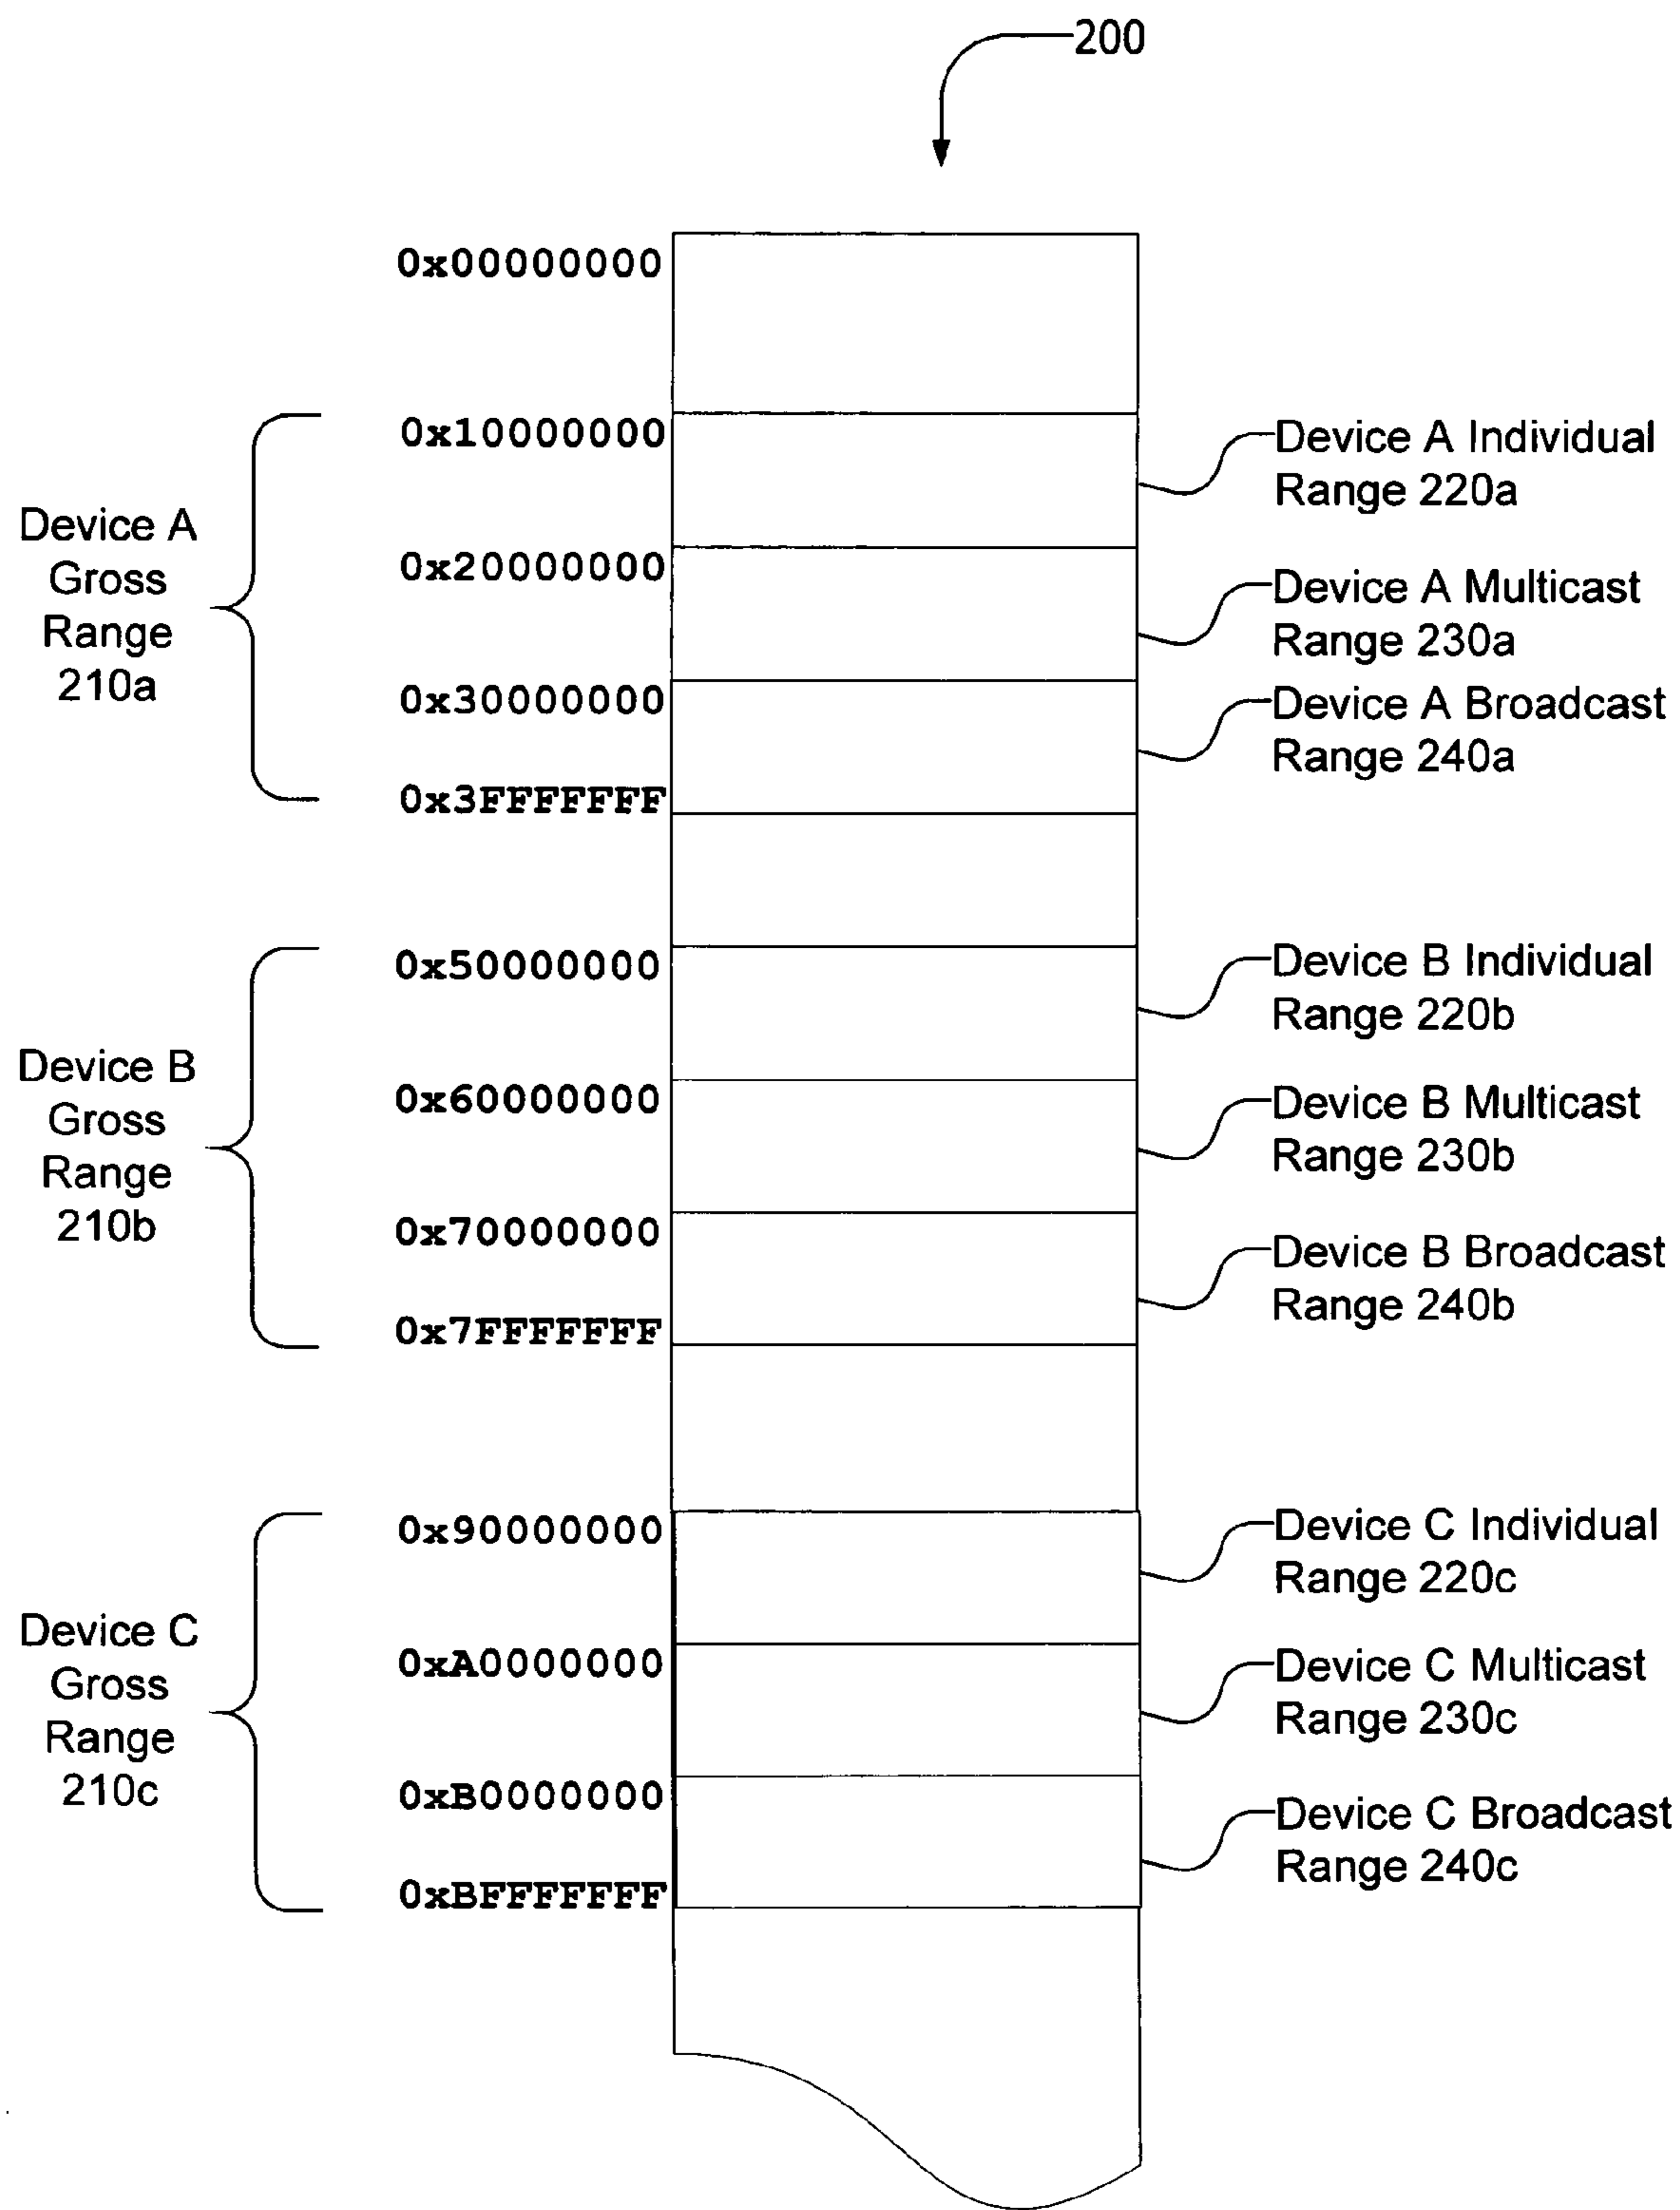 200
0x00000000
0x10000000
Device A Individual
Range 220a
Device A
Gross
Range
210a
0x20000000
Device A Multicast
Range 230a
0x30000000
Device A Broadcast
Range 240a
0x3FFFFFFF
0x50000000
Device B Individual
Range 220b
Device B
Gross
Range
210b
0x60000000
Device B Multicast
Range 230b
0x70000000
Device B Broadcast
Range 240b
0x7FFFFFFF
0x90000000
Device C Individual
Range 220c
Device C
Gross
Range
210c
0xA0000000
Device C Multicast
Range 230c
0xB0000000
Device C Broadcast
Range 240c
0xBFFFFFFF